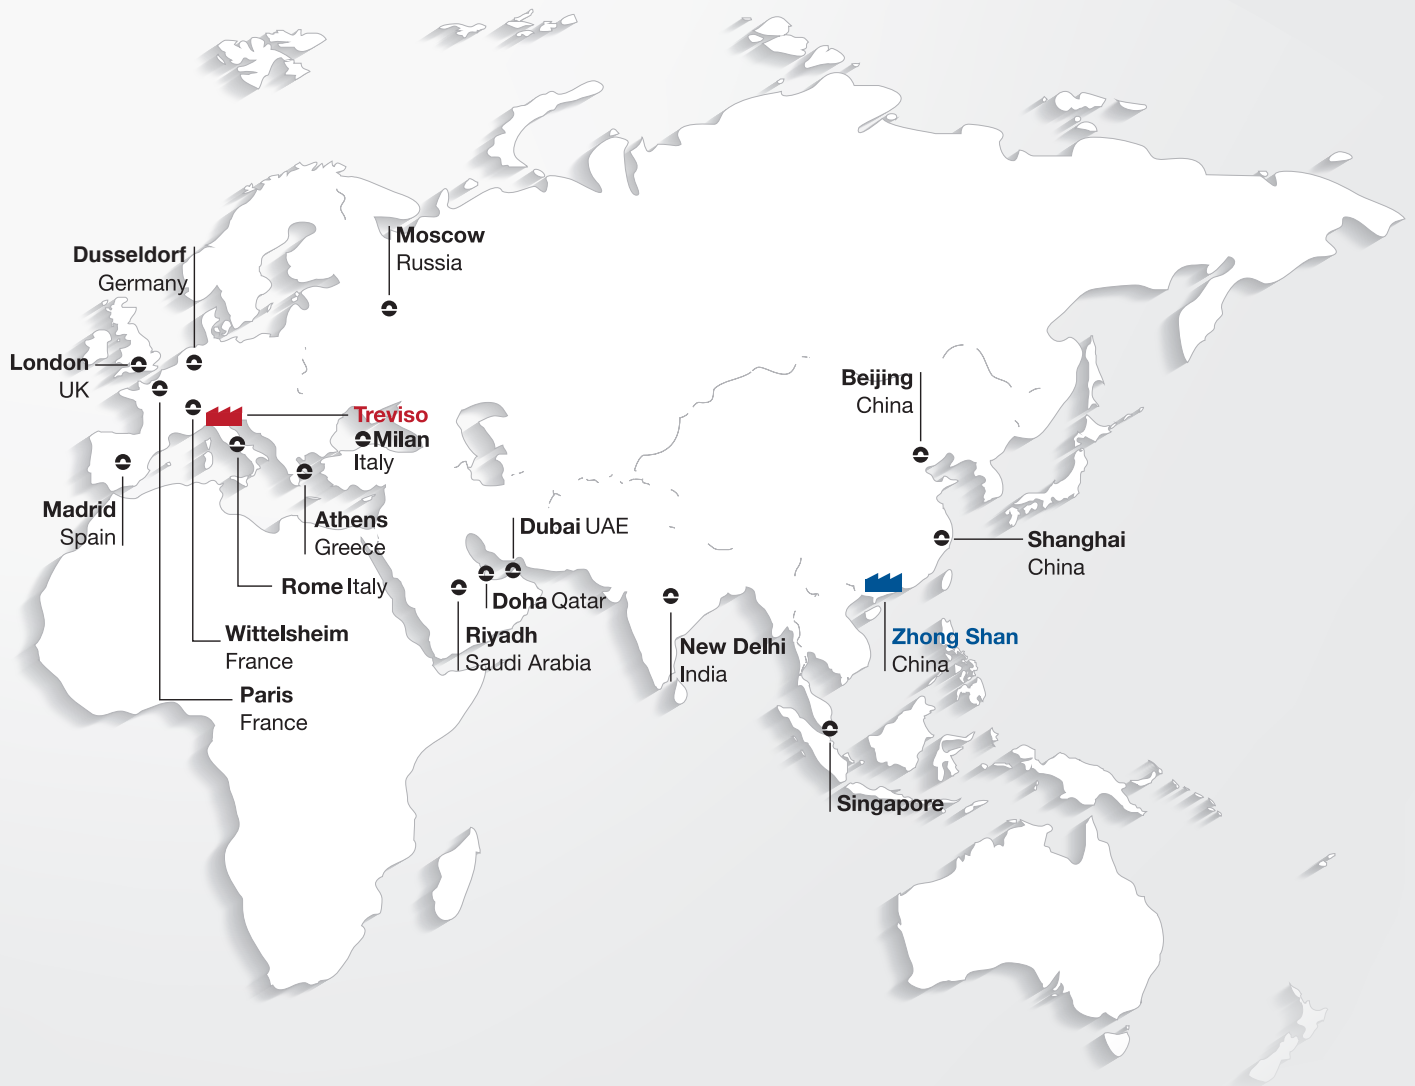 Moscow
Russia
Dusseldorf
Germany
London
UK
Treviso
Milan
Italy
Madrid
Spain
Athens
Greece
Rome Italy
Wittelsheim
France
Paris
France
Dubai UAE
Doha Qatar
Riyadh
Saudi Arabia
New Delhi
India
Beijing
China
Shanghai
China
Zhong Shan
China
Singapore